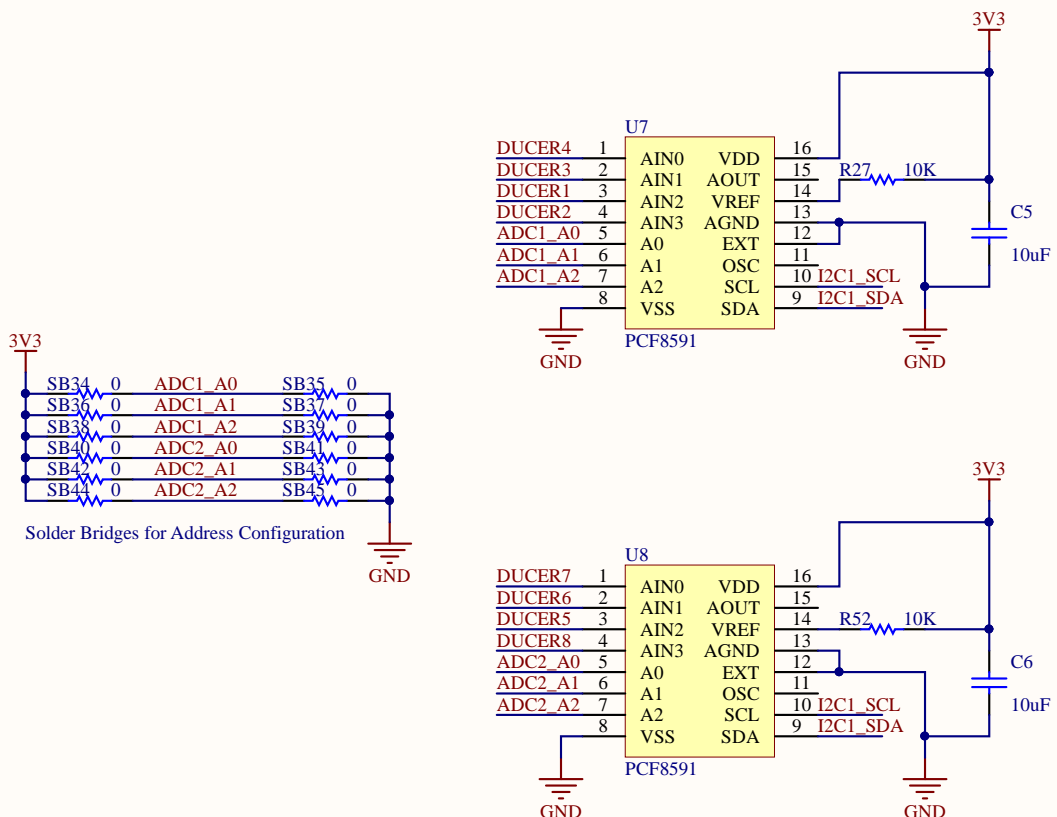 3V3
SB34 0 ADC1_A0 SB35 0
SB36 0 ADC1_A1 SB37 0
SB38 0 ADC1_A2 SB39 0
SB40 0 ADC2_A0 SB41 0
SB42 0 ADC2_A1 SB43 0
SB44 0 ADC2_A2 SB45 0
Solder Bridges for Address Configuration
GND
3V3
U7
DUCER4 1 AIN0 VDD 16
DUCER3 2 AIN1 AOUT 15
R27 10K
DUCER1 3 AIN2 VREF 14
DUCER2 4 AIN3 AGND 13
ADC1_A0 5 A0 EXT 12
ADC1_A1 6 A1 OSC 11
ADC1_A2 7 A2 SCL 10 I2C1_SCL
8 VSS SDA 9 I2C1_SDA
PCF8591
C5
10uF
GND
GND
3V3
U8
DUCER7 1 AIN0 VDD 16
DUCER6 2 AIN1 AOUT 15
DUCER5 3 AIN2 VREF 14 R52 10K
DUCER8 4 AIN3 AGND 13
ADC2_A0 5 A0 EXT 12
ADC2_A1 6 A1 OSC 11
ADC2_A2 7 A2 SCL 10 I2C1_SCL
8 VSS SDA 9 I2C1_SDA
PCF8591
C6
10uF
GND
GND